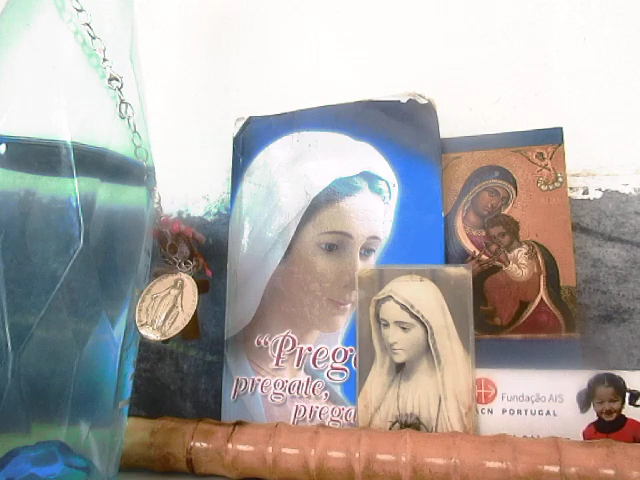 "Preg
pregate,
prega
Fundação AIS
ACN PORTUGAL